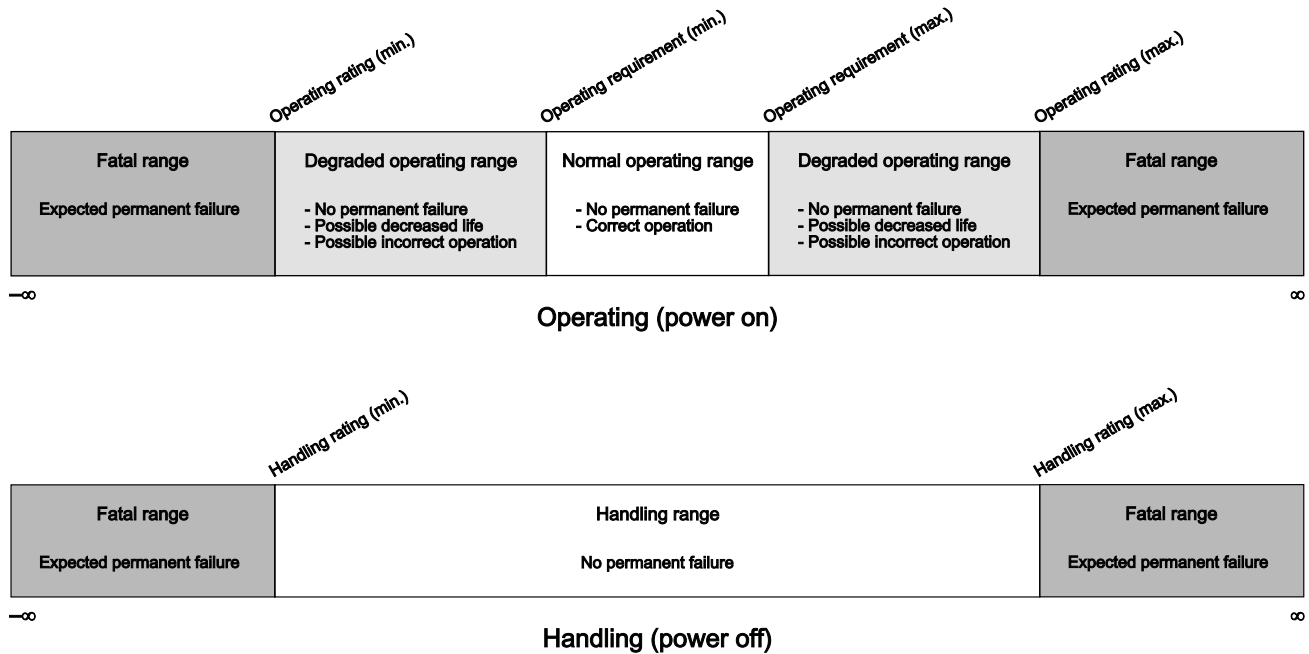 Operating rating (min.)
Operating requirement (min.)
Operating requirement (max.)
Operating rating (max.)
Fatal range
Degraded operating range
Normal operating range
Degraded operating range
Fatal range
Expected permanent failure
- No permanent failure
- Possible decreased life
- Possible incorrect operation
- No permanent failure
- Correct operation
- No permanent failure
- Possible decreased life
- Possible incorrect operation
Expected permanent failure
–∞
∞
Operating (power on)
Handling rating (min.)
Handling rating (max.)
Fatal range
Handling range
Fatal range
Expected permanent failure
No permanent failure
Expected permanent failure
–∞
∞
Handling (power off)